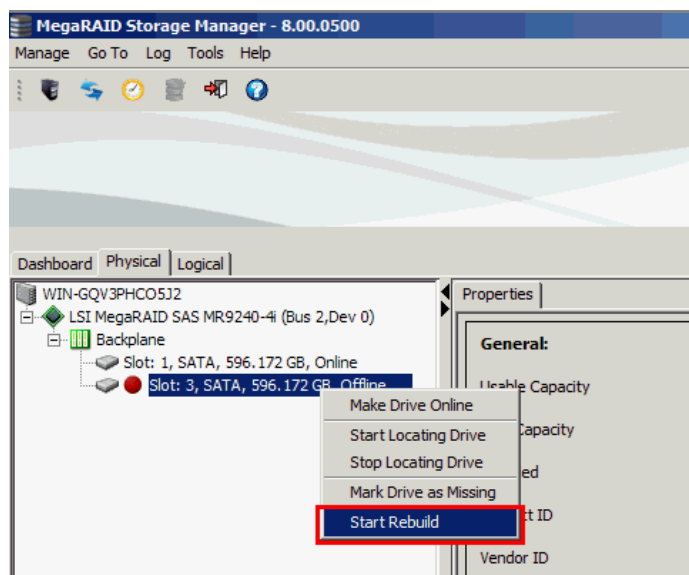 MegaRAID Storage Manager - 8.00.0500
Manage Go To Log Tools Help
Dashboard Physical Logical
WIN-GQV3PHCO5J2
LSI MegaRAID SAS MR9240-4i (Bus 2,Dev 0)
Backplane
Slot: 1, SATA, 596.172 GB, Online
Slot: 3, SATA, 596.172 GB, Offline
Make Drive Online
Start Locating Drive
Stop Locating Drive
Mark Drive as Missing
Start Rebuild
Properties
General:
Usable Capacity
Capacity
ed
ct ID
Vendor ID